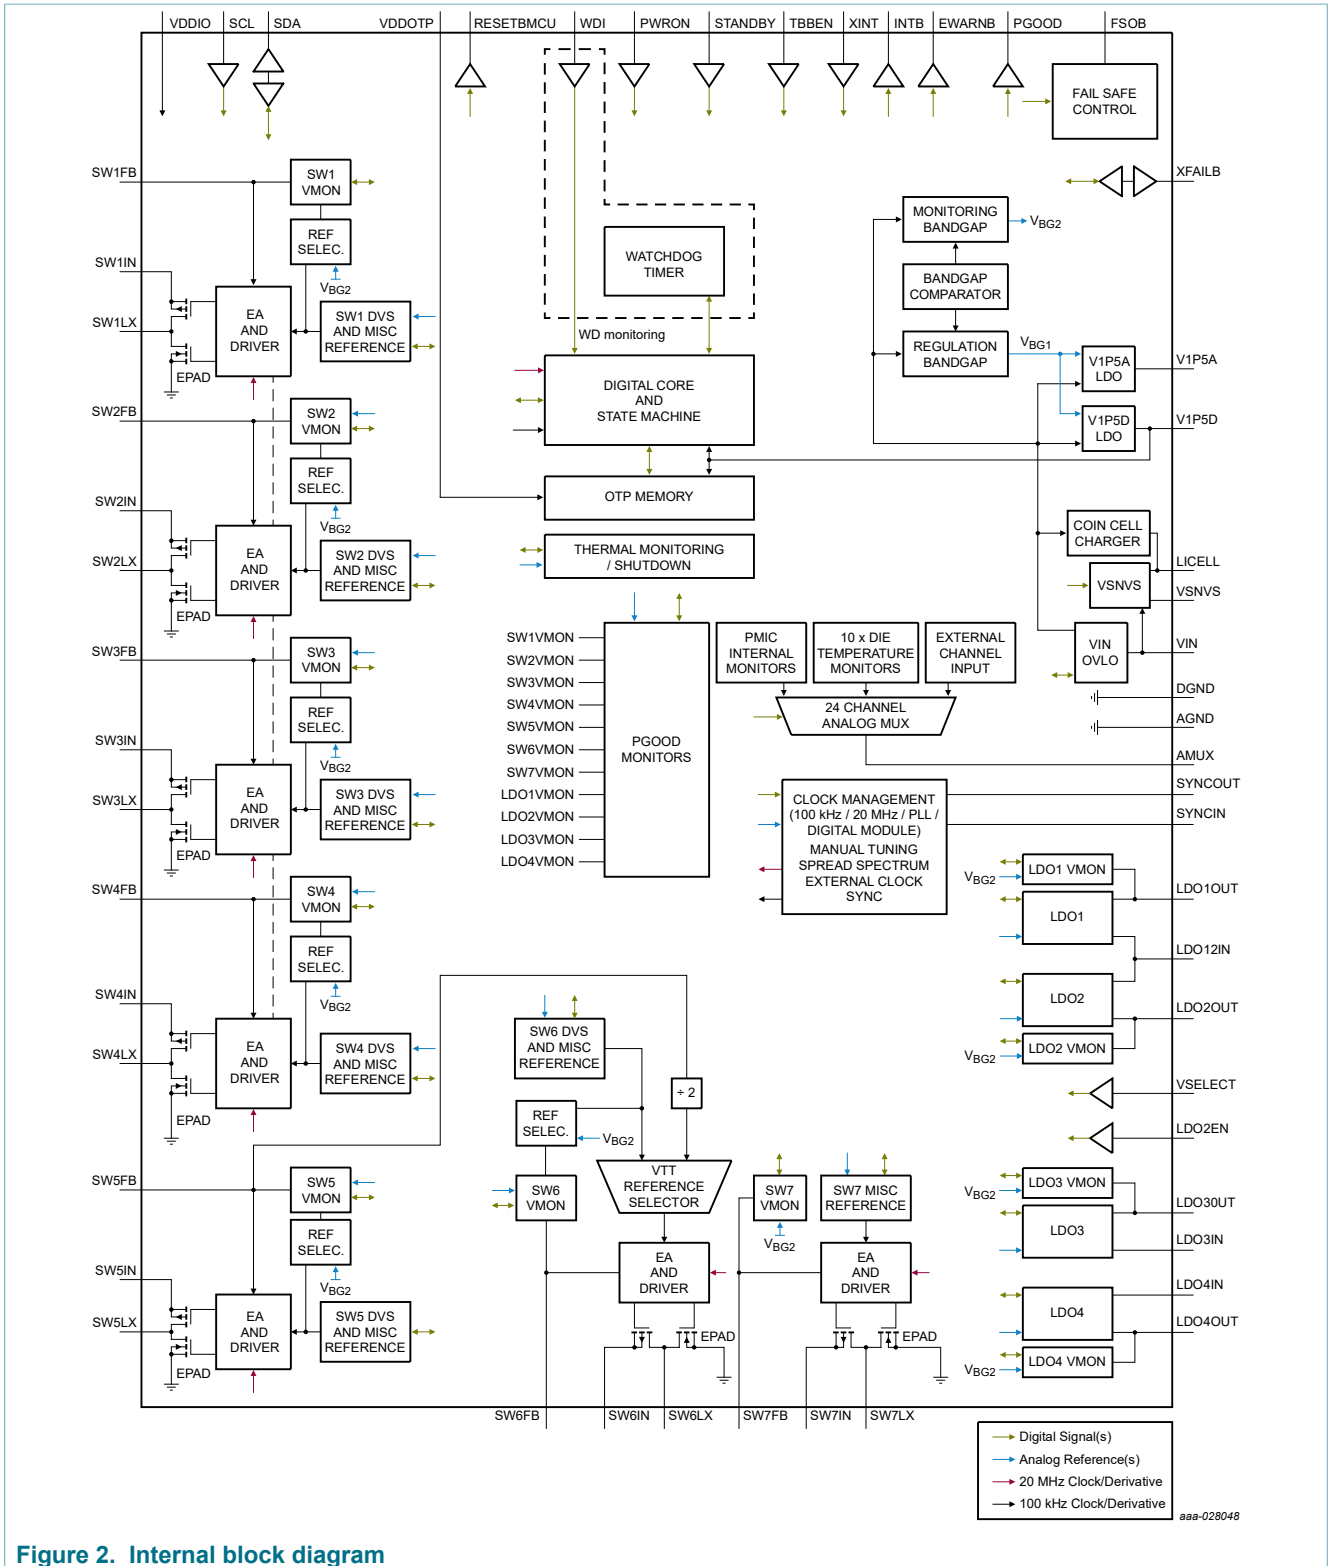 VDDIO SCL SDA VDDOTP RESETBMCU WDI PWRON STANDBY TBBEN XINT INTB EWARNB PGOOD FSOB
FAIL SAFE
CONTROL
SW1FB
SW1
VMON
XFAILB
REF
SELEC.
VBG2
SW1IN
SW1LX
EA
AND
DRIVER
SW1 DVS
AND MISC
REFERENCE
EPAD
WATCHDOG
TIMER
WD monitoring
MONITORING
BANDGAP
VBG2
BANDGAP
COMPARATOR
REGULATION
BANDGAP
VBG1
V1P5A
LDO
V1P5A
V1P5D
LDO
V1P5D
DIGITAL CORE
AND
STATE MACHINE
OTP MEMORY
THERMAL MONITORING
/ SHUTDOWN
SW2FB
SW2
VMON
REF
SELEC.
VBG2
SW2IN
SW2LX
EA
AND
DRIVER
SW2 DVS
AND MISC
REFERENCE
EPAD
COIN CELL
CHARGER
LICELL
VSNVS
VSNVS
VIN
OVLO
VIN
DGND
AGND
AMUX
SW3FB
SW3
VMON
REF
SELEC.
VBG2
SW3IN
SW3LX
EA
AND
DRIVER
SW3 DVS
AND MISC
REFERENCE
EPAD
SW1VMON
SW2VMON
SW3VMON
SW4VMON
SW5VMON
SW6VMON
SW7VMON
LDO1VMON
LDO2VMON
LDO3VMON
LDO4VMON
PGOOD
MONITORS
PMIC
INTERNAL
MONITORS
10 x DIE
TEMPERATURE
MONITORS
EXTERNAL
CHANNEL
INPUT
24 CHANNEL
ANALOG MUX
CLOCK MANAGEMENT
(100 kHz / 20 MHz / PLL /
DIGITAL MODULE)
MANUAL TUNING
SPREAD SPECTRUM
EXTERNAL CLOCK
SYNC
SYNCOUT
SYNCIN
SW4FB
SW4
VMON
REF
SELEC.
VBG2
SW4IN
SW4LX
EA
AND
DRIVER
SW4 DVS
AND MISC
REFERENCE
EPAD
LDO1 VMON
VBG2
LDO1OUT
LDO1
LDO12IN
LDO2
LDO2OUT
LDO2 VMON
VBG2
VSELECT
LDO2EN
SW6 DVS
AND MISC
REFERENCE
÷ 2
REF
SELEC.
VBG2
VTT
REFERENCE
SELECTOR
SW6
VMON
SW7
VMON
VBG2
SW7 MISC
REFERENCE
EA
AND
DRIVER
EA
AND
DRIVER
EPAD
EPAD
SW5FB
SW5
VMON
REF
SELEC.
VBG2
SW5IN
SW5LX
EA
AND
DRIVER
SW5 DVS
AND MISC
REFERENCE
EPAD
LDO3 VMON
VBG2
LDO30UT
LDO3
LDO3IN
LDO4IN
LDO4
LDO4OUT
LDO4 VMON
VBG2
SW6FB SW6IN SW6LX SW7FB SW7IN SW7LX
Digital Signal(s)
Analog Reference(s)
20 MHz Clock/Derivative
100 kHz Clock/Derivative
aaa-028048
Figure 2. Internal block diagram